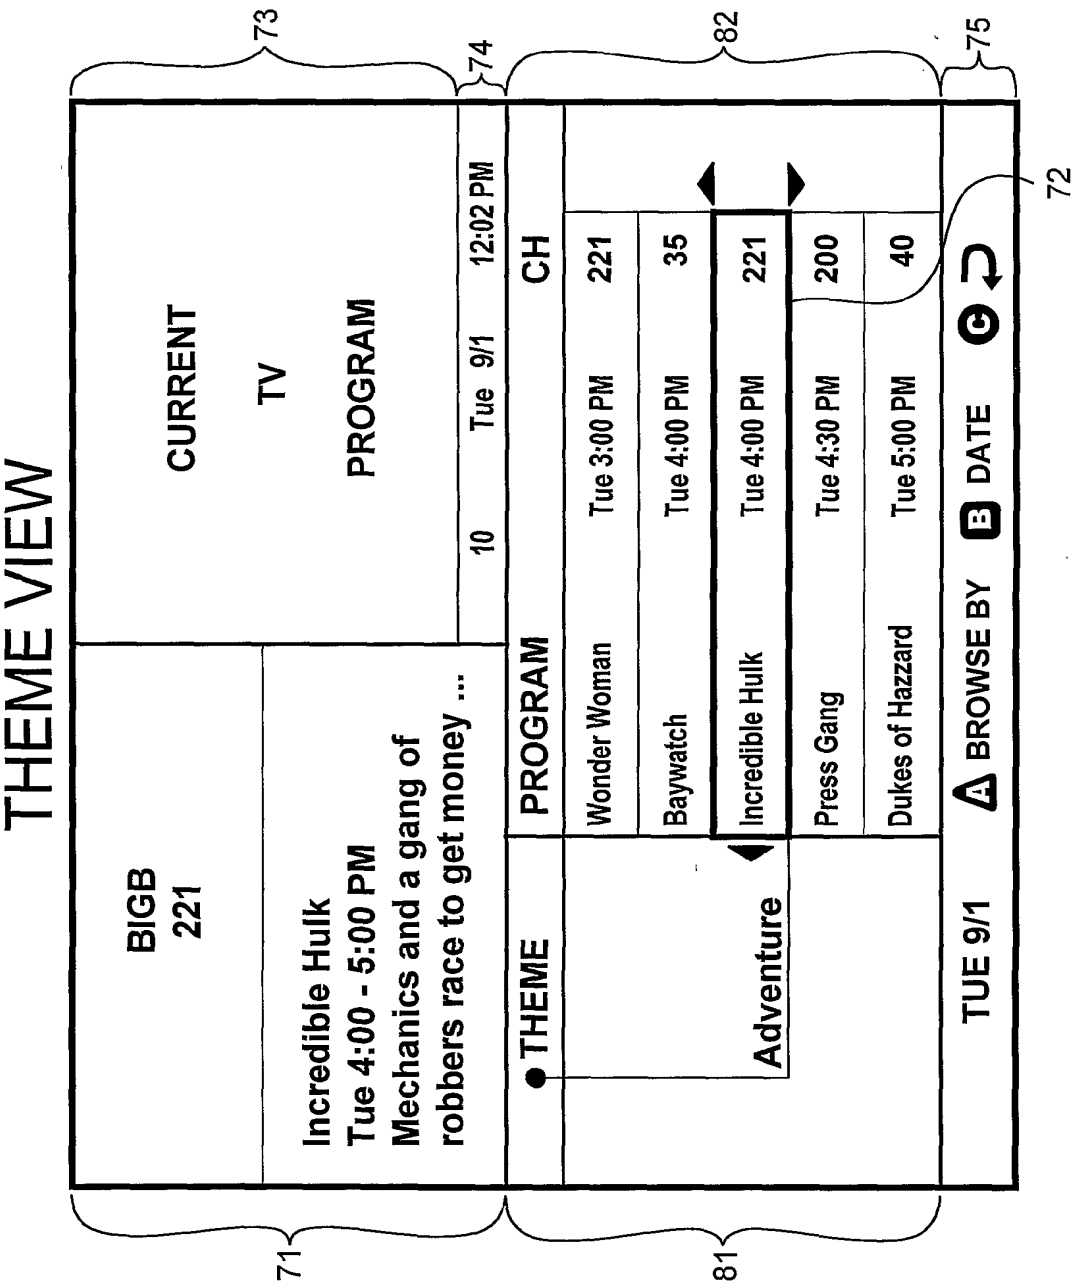 THEME VIEW
BIGB
221
Incredible Hulk
Tue 4:00 - 5:00 PM
Mechanics and a gang of
robbers race to get money ...
CURRENT
TV
PROGRAM
10 Tue 9/1 12:02 PM
THEME PROGRAM CH
Wonder Woman Tue 3:00 PM 221
Baywatch Tue 4:00 PM 35
Adventure Incredible Hulk Tue 4:00 PM 221
Press Gang Tue 4:30 PM 200
Dukes of Hazzard Tue 5:00 PM 40
TUE 9/1 A BROWSE BY B DATE C
71
73
74
81
82
75
72